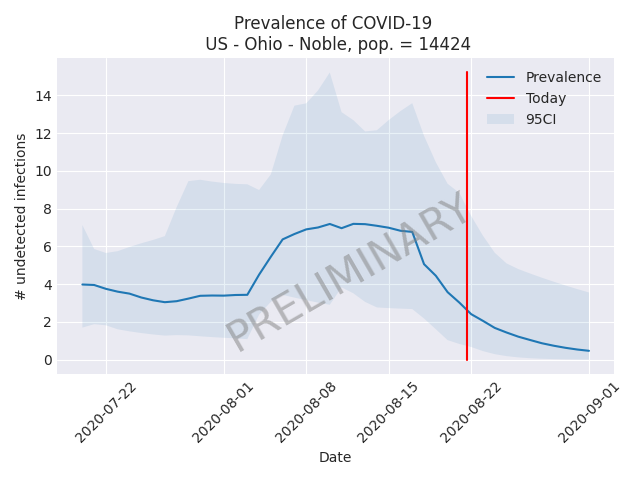 Prevalence of COVID-19
US - Ohio - Noble, pop. = 14424
Prevalence
Today
95CI
PRELIMINARY
# undetected infections
14
12
10
8
6
4
2
0
2020-07-22
2020-08-01
2020-08-08
2020-08-15
2020-08-22
2020-09-01
Date